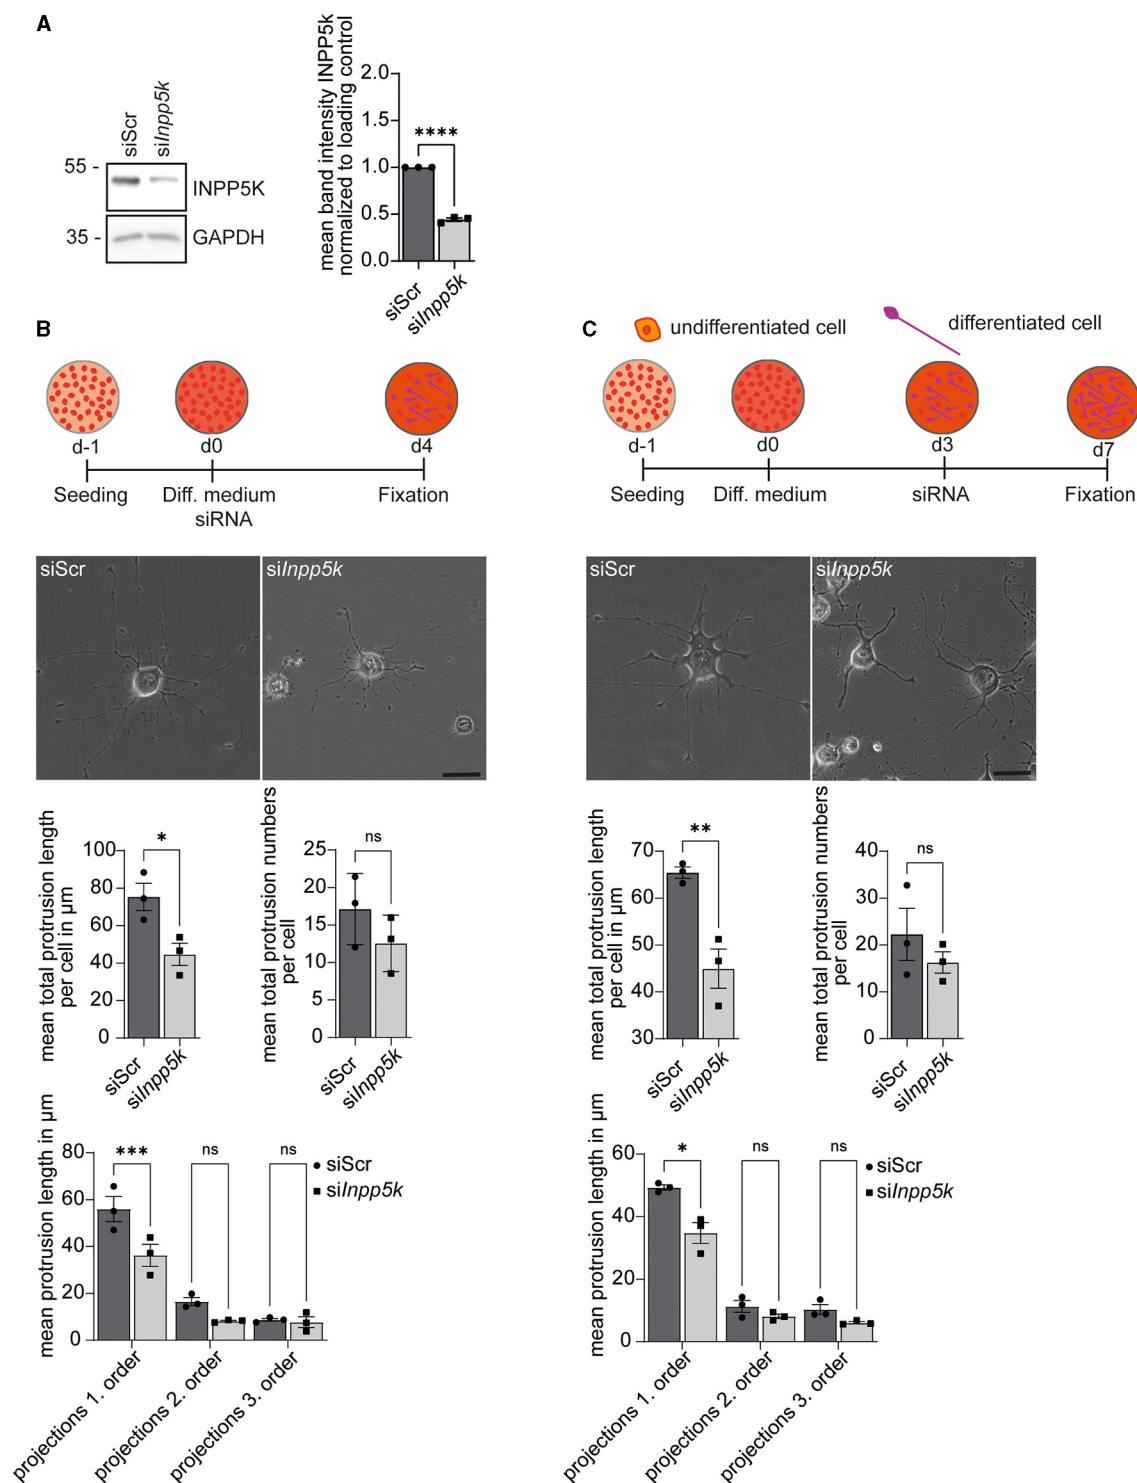 A
siScr
siInpp5k
55 -
INPP5K
35 -
GAPDH
mean band intensity INPP5k
normalized to loading control
2.0
1.5
1.0
0.5
0.0
****
siScr
siInpp5k
B
d-1
d0
d4
Seeding
Diff. medium
Fixation
siRNA
siScr
siInpp5k
mean total protrusion length
per cell in µm
100
80
60
40
20
0
*
siScr
siInpp5k
mean total protrusion numbers
per cell
25
20
15
10
5
0
ns
siScr
siInpp5k
mean protrusion length in µm
80
60
40
20
0
***
ns
ns
siScr
siInpp5k
projections 1. order
projections 2. order
projections 3. order
C
undifferentiated cell
differentiated cell
d-1
d0
d3
d7
Seeding
Diff. medium
siRNA
Fixation
siScr
siInpp5k
mean total protrusion length
per cell in µm
70
60
50
40
30
**
siScr
siInpp5k
mean total protrusion numbers
per cell
40
30
20
10
0
ns
siScr
siInpp5k
mean protrusion length in µm
60
40
20
0
*
ns
ns
siScr
siInpp5k
projections 1. order
projections 2. order
projections 3. order